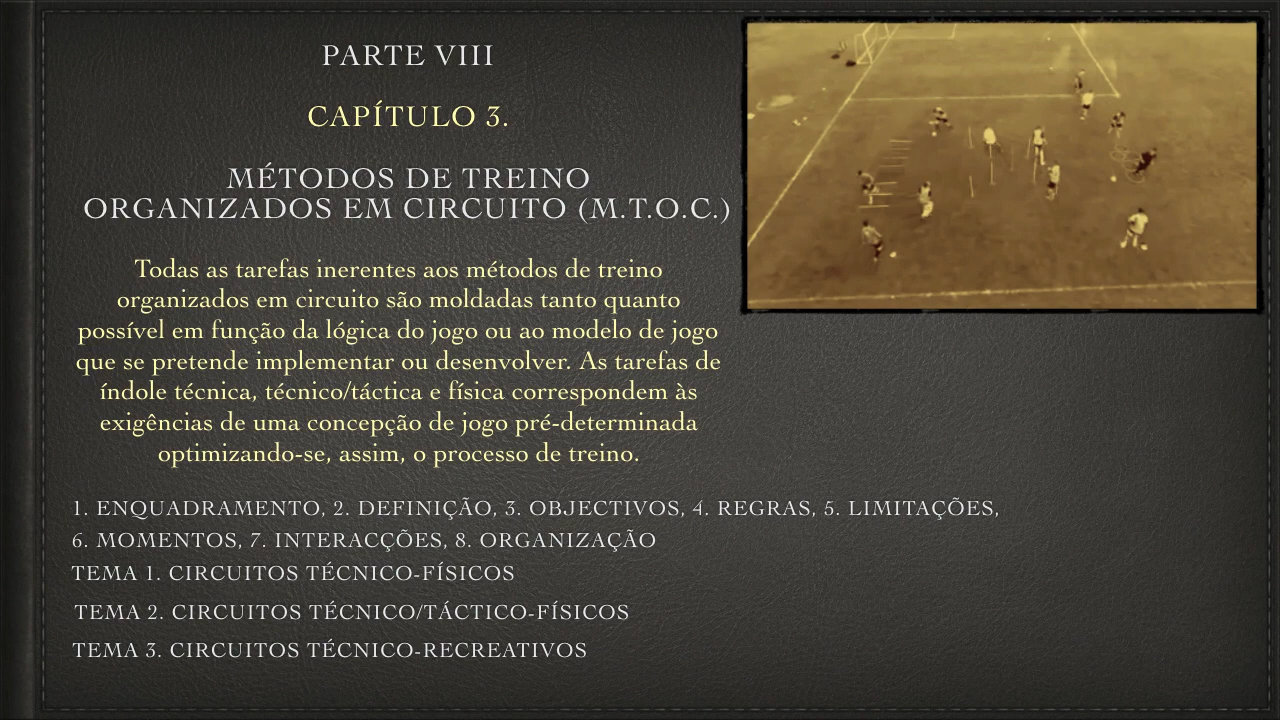 PARTE VIII
CAPÍTULO 3.
MÉTODOS DE TREINO
ORGANIZADOS EM CIRCUITO (M.T.O.C.)
Todas as tarefas inerentes aos métodos de treino
organizados em circuito são moldadas tanto quanto
possível em função da lógica do jogo ou ao modelo de jogo
que se pretende implementar ou desenvolver. As tarefas de
índole técnica, técnico/táctica e física correspondem às
exigências de uma concepção de jogo pré-determinada
optimizando-se, assim, o processo de treino.
1. ENQUADRAMENTO, 2. DEFINIÇÃO, 3. OBJECTIVOS, 4. REGRAS, 5. LIMITAÇÕES,
6. MOMENTOS, 7. INTERACÇÕES, 8. ORGANIZAÇÃO
TEMA 1. CIRCUITOS TÉCNICO-FÍSICOS
TEMA 2. CIRCUITOS TÉCNICO/TÁCTICO-FÍSICOS
TEMA 3. CIRCUITOS TÉCNICO-RECREATIVOS